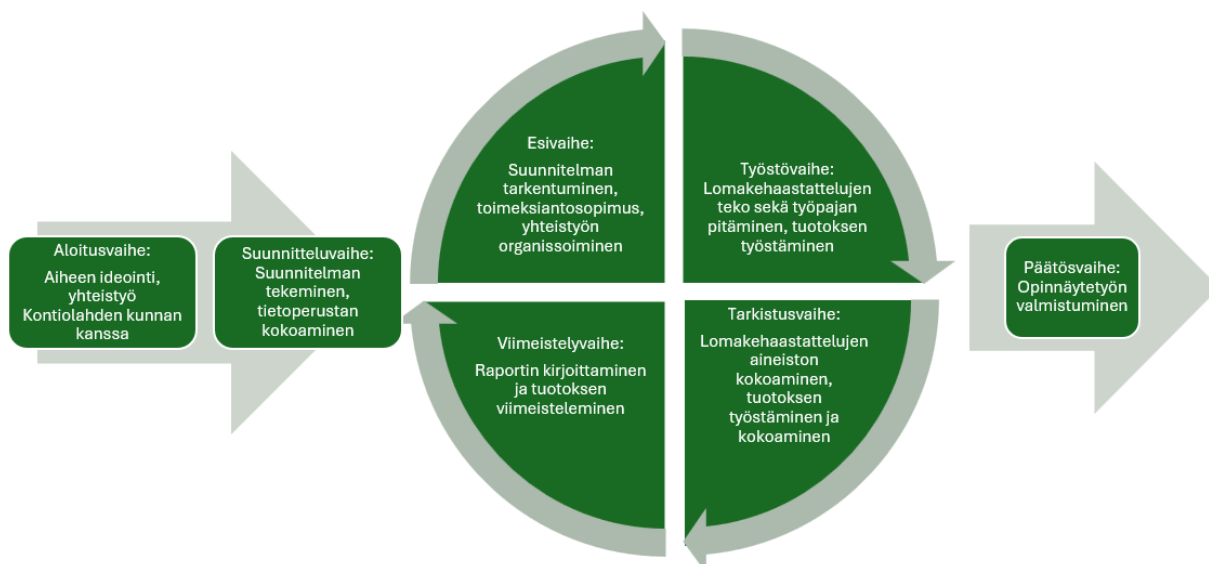 Aloitusvaihe:
Aiheen ideointi,
yhteistyö
Kontiolahden kunnan
kanssa
Suunnitteluvaihe:
Suunnitelman
tekeminen,
tietoperustan
kokoaminen
Esivaihe:
Suunnitelman
tarkentuminen,
toimeksiantosopimus,
yhteistyön
organissoiminen
Työstövaihe:
Lomakehaastattelujen
teko sekä työpajan
pitäminen, tuotoksen
työstäminen
Tarkistusvaihe:
Lomakehaastattelujen
aineiston
kokoaminen,
tuotoksen
työstäminen ja
kokoaminen
Viimeistelyvaihe:
Raportin kirjoittaminen
ja tuotoksen
viimeisteleminen
Päätösvaihe:
Opinnäytetyön
valmistuminen